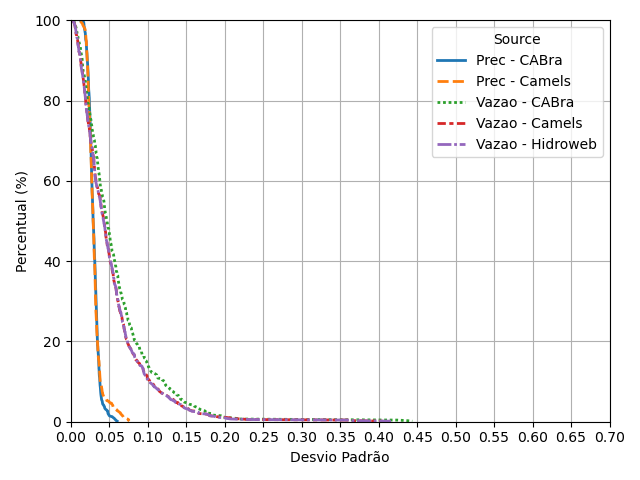 Source
Prec - CABra
Prec - Camels
Vazao - CABra
Vazao - Camels
Vazao - Hidroweb
Percentual (%)
100
80
60
40
20
0
0.00 0.05 0.10 0.15 0.20 0.25 0.30 0.35 0.40 0.45 0.50 0.55 0.60 0.65 0.70
Desvio Padrão